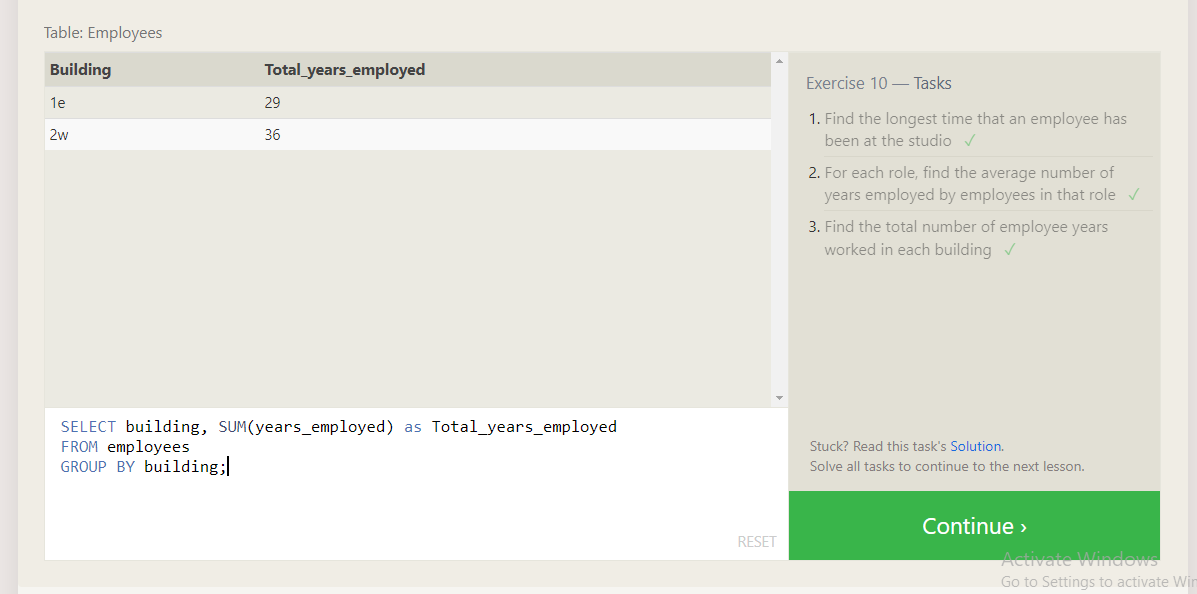 Table: Employees
Building Total_years_employed
1e 29
2w 36
SELECT building, SUM(years_employed) as Total_years_employed
FROM employees
GROUP BY building;
RESET
Exercise 10 — Tasks
1. Find the longest time that an employee has
been at the studio ✓
2. For each role, find the average number of
years employed by employees in that role ✓
3. Find the total number of employee years
worked in each building ✓
Stuck? Read this task's Solution.
Solve all tasks to continue to the next lesson.
Continue ›
Activate Windows
Go to Settings to activate Win